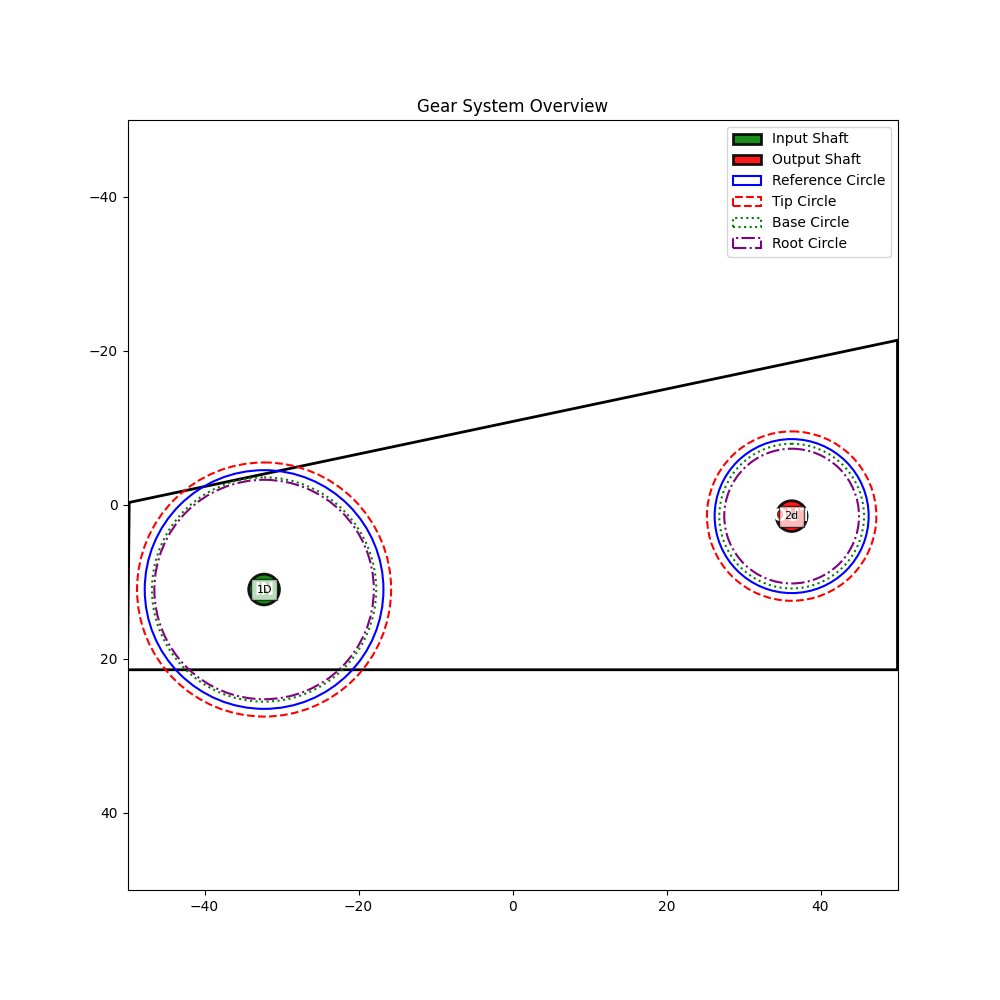 Gear System Overview
Input Shaft
Output Shaft
Reference Circle
Tip Circle
Base Circle
Root Circle
−40
−20
0
20
40
1D
2d
−40
−20
0
20
40